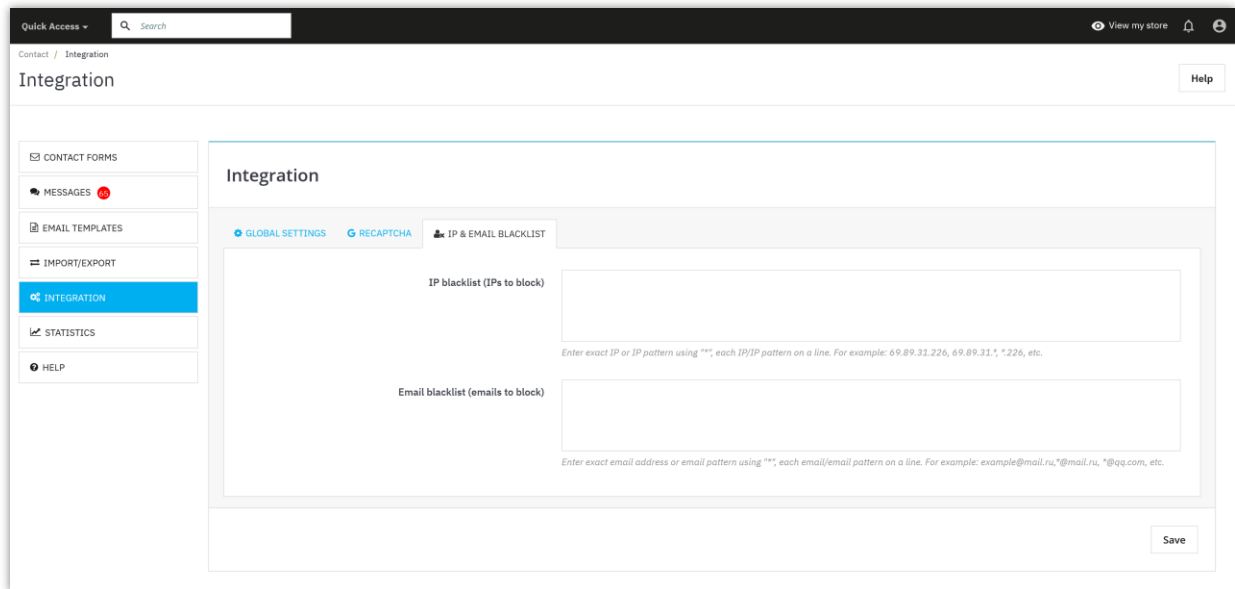 Quick Access
Search
View my store
Contact / Integration
Integration
Help
CONTACT FORMS
MESSAGES 65
EMAIL TEMPLATES
IMPORT/EXPORT
INTEGRATION
STATISTICS
HELP
Integration
GLOBAL SETTINGS
RECAPTCHA
IP & EMAIL BLACKLIST
IP blacklist (IPs to block)
Enter exact IP or IP pattern using "*", each IP/IP pattern on a line. For example: 69.89.31.226, 69.89.31.*, *.226, etc.
Email blacklist (emails to block)
Enter exact email address or email pattern using "*", each email/email pattern on a line. For example: example@mail.ru,*@mail.ru, *@qq.com, etc.
Save